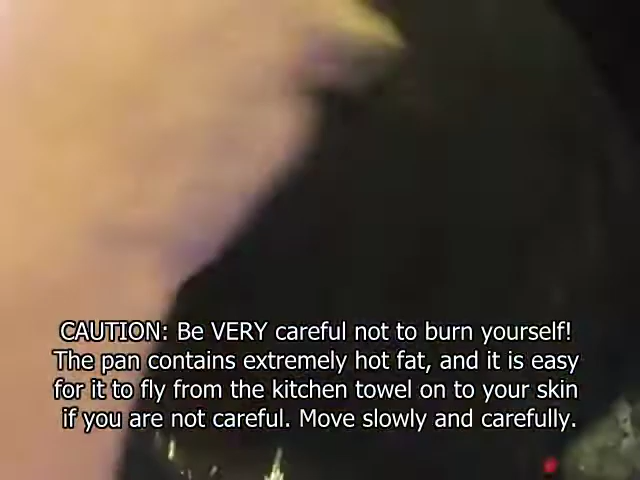 CAUTION: Be VERY careful not to burn yourself!
The pan contains extremely hot fat, and it is easy
for it to fly from the kitchen towel on to your skin
if you are not careful. Move slowly and carefully.